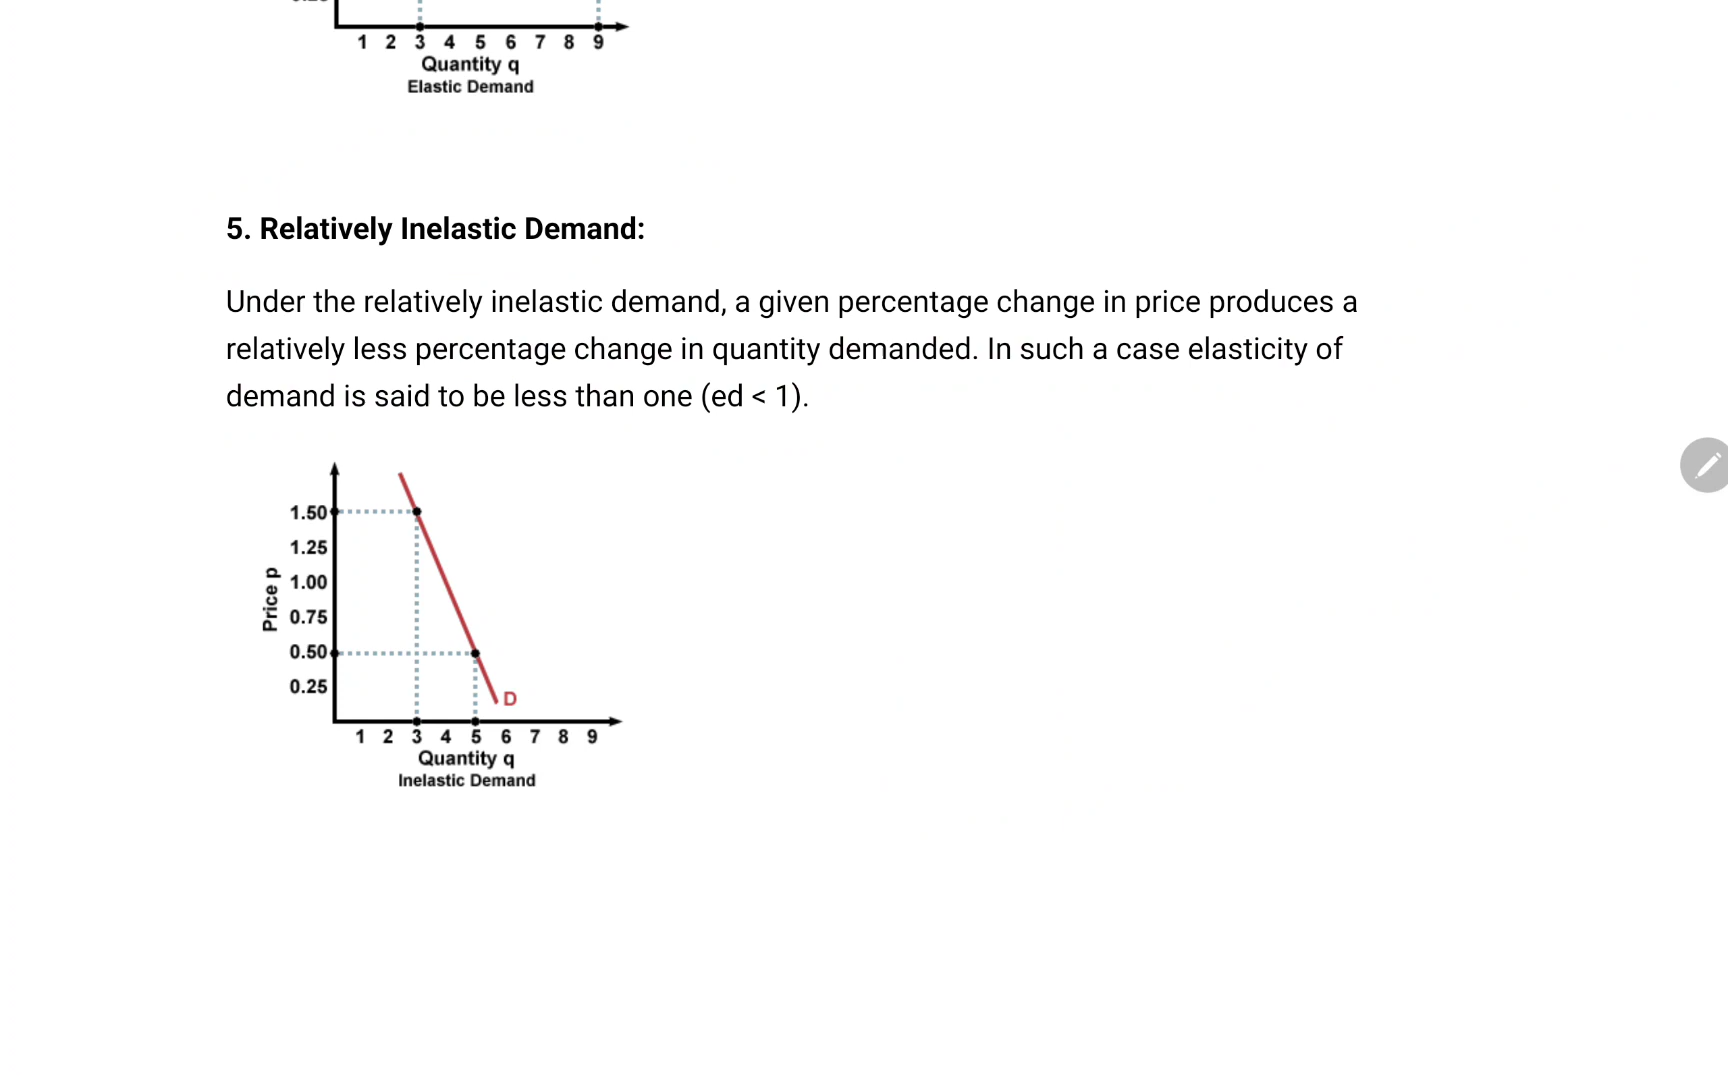 1 2 3 4 5 6 7 8 9
Quantity q
Elastic Demand
5. Relatively Inelastic Demand:
Under the relatively inelastic demand, a given percentage change in price produces a
relatively less percentage change in quantity demanded. In such a case elasticity of
demand is said to be less than one (ed < 1).
1.50
1.25
1.00
0.75
0.50
0.25
Price p
D
1 2 3 4 5 6 7 8 9
Quantity q
Inelastic Demand